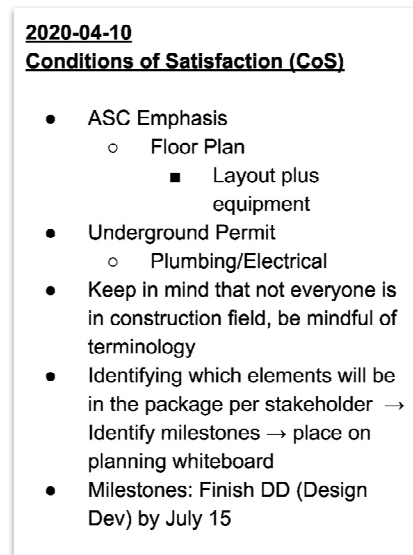 2020-04-10
Conditions of Satisfaction (CoS)
● ASC Emphasis
○ Floor Plan
■ Layout plus
equipment
● Underground Permit
○ Plumbing/Electrical
● Keep in mind that not everyone is
in construction field, be mindful of
terminology
● Identifying which elements will be
in the package per stakeholder →
Identify milestones → place on
planning whiteboard
● Milestones: Finish DD (Design
Dev) by July 15